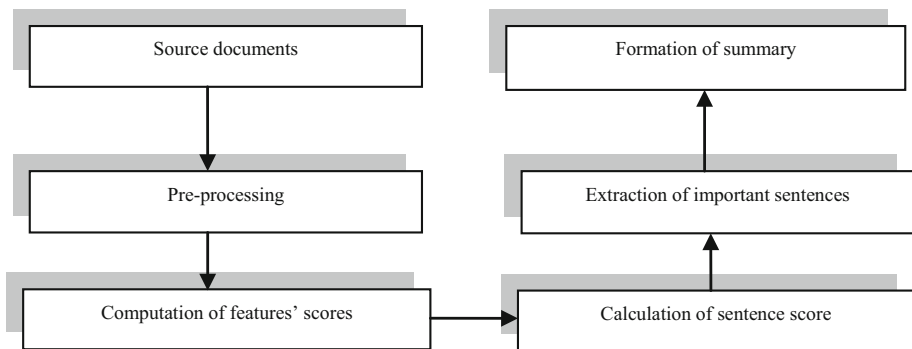 Source documents
Pre-processing
Computation of features’ scores
Calculation of sentence score
Extraction of important sentences
Formation of summary